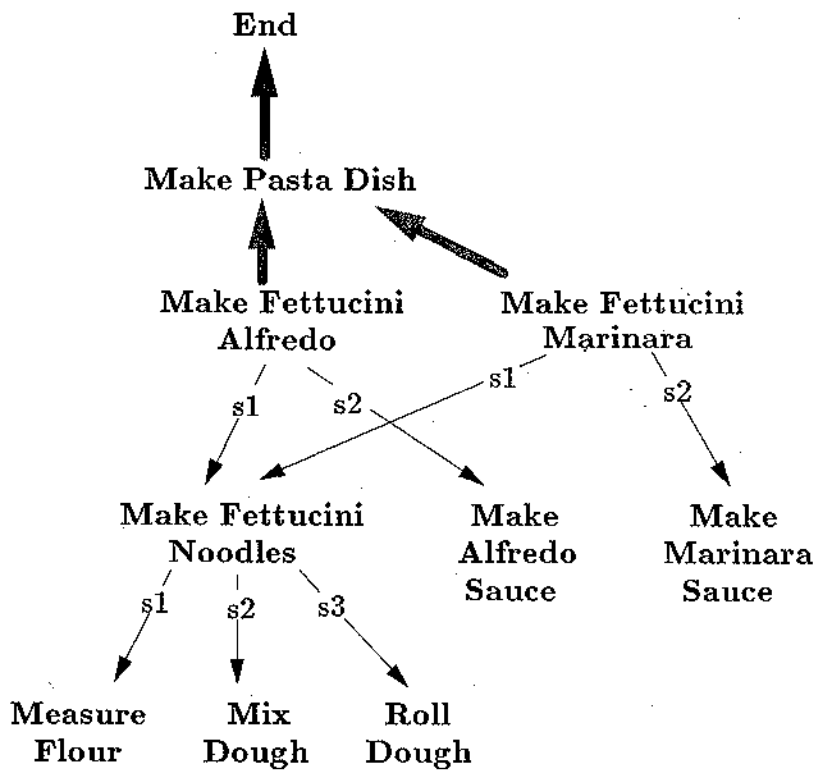 End
Make Pasta Dish
Make Fettucini
Alfredo
Make Fettucini
Marinara
s1
s2
s1
s2
Make Fettucini
Noodles
Make
Alfredo
Sauce
Make
Marinara
Sauce
s1
s2
s3
Measure
Flour
Mix
Dough
Roll
Dough